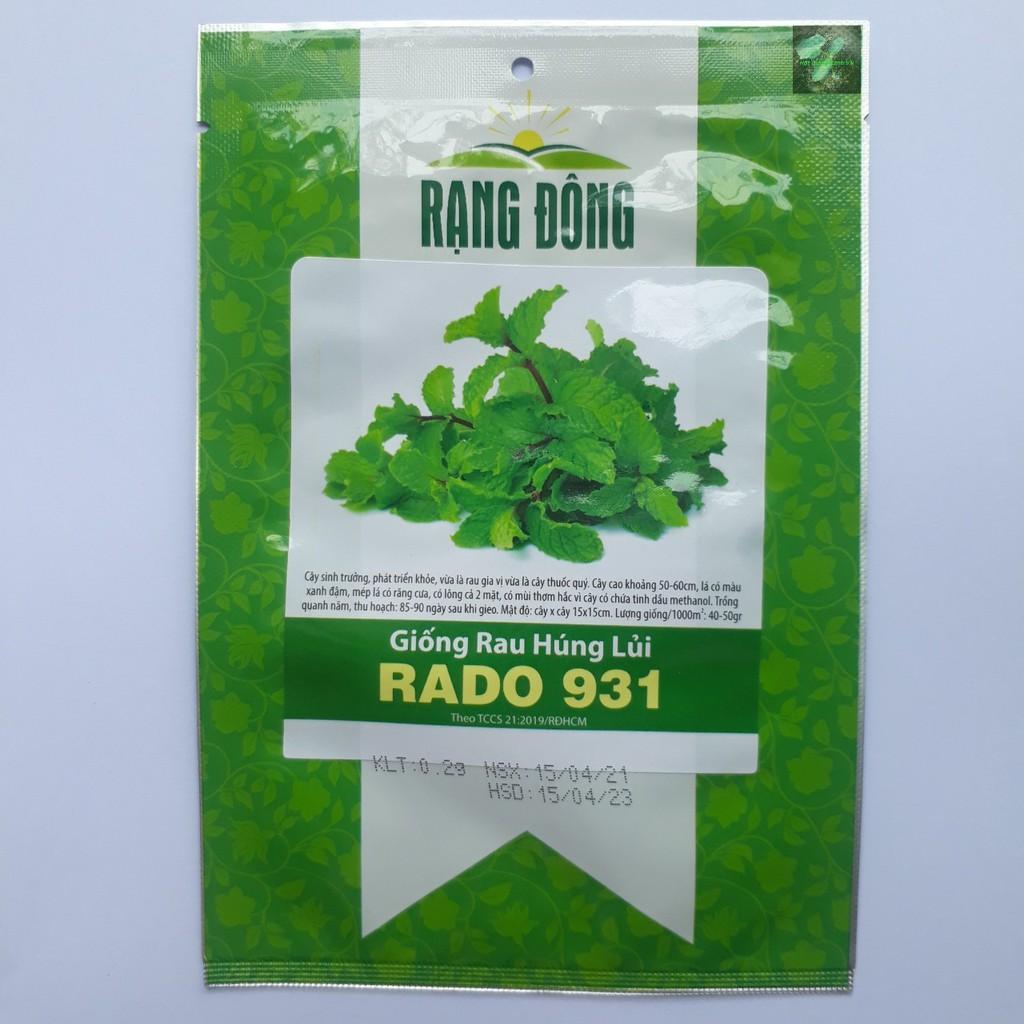 RẠNG ĐÔNG
Cây sinh trưởng, phát triển khỏe, vừa là rau gia vị vừa là cây thuốc quý. Cây cao khoảng 50-60cm, lá có màu
xanh đậm, mép lá có răng cưa, có lông cả 2 mặt, có mùi thơm hắc vì cây có chứa tinh dầu methanol. Trồng
quanh năm, thu hoạch: 85-90 ngày sau khi gieo. Mật độ: cây x cây 15x15cm. Lượng giống/1000m²: 40-50gr
Giống Rau Húng Lủi
RADO 931
Theo TCCS 21:2019/RĐHCM
KLT:0.2g NSX:15/04/21
HSD:15/04/23